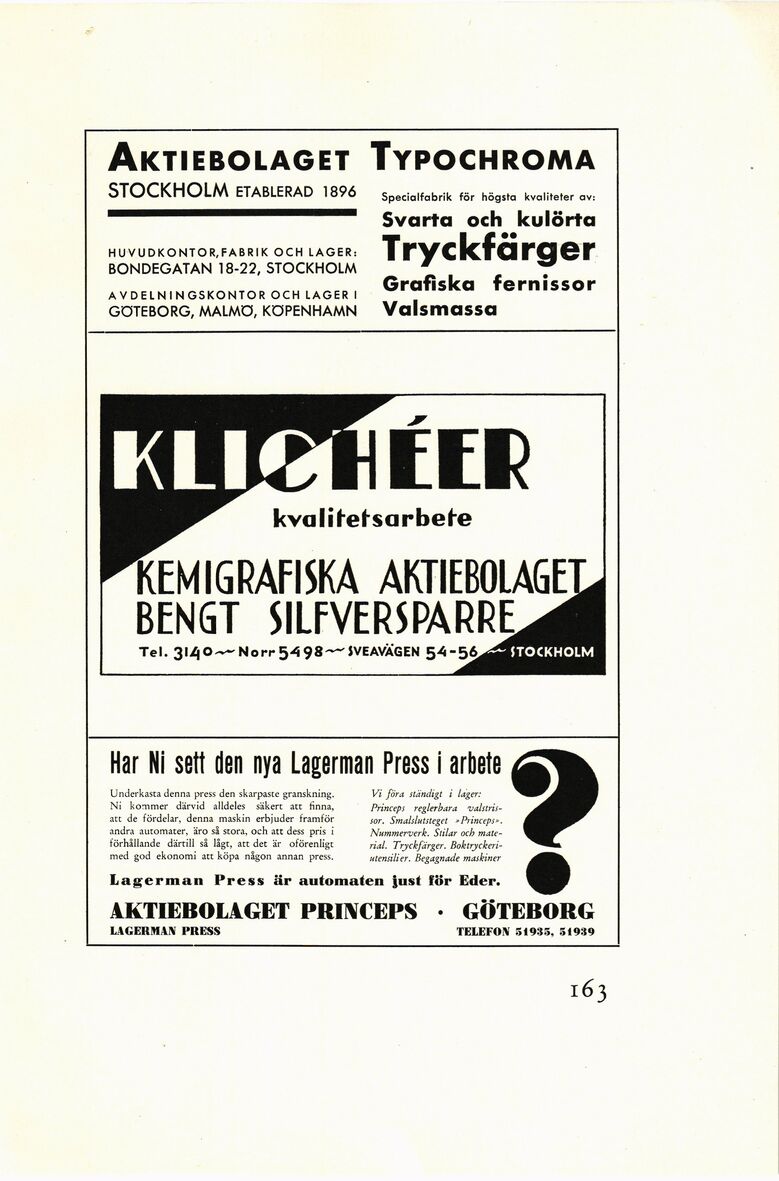 AKTIEBOLAGET TYPOCHROMA
STOCKHOLM ETABLERAD 1896
HUVUDKONTOR, FABRIK OCH LAGER:
BONDEGATAN 18-22, STOCKHOLM
AVDELNINGSKONTOR OCH LAGER I
GÖTEBORG, MALMÖ, KÖPENHAMN
Specialfabrik för högsta kvaliteter av:
Svarta och kulörta
Tryckfärger
Grafiska fernissor
Valsmassa
KLICHÉER
kvalitetsarbete
KEMIGRAFISKA AKTIEBOLAGET
BENGT SILFVERSPARRE
Tel. 3140~Norr 5498~SVEAVÄGEN 54-56~STOCKHOLM
Har Ni sett den nya Lagerman Press i arbete
?
Underkasta denna press den skarpaste granskning.
Ni kommer därvid alldeles säkert att finna,
att de fördelar, denna maskin erbjuder framför
andra automater, äro så stora, och att dess pris i
förhållande därtill så lågt, att det är oförenligt
med god ekonomi att köpa någon annan press.
Vi föra ständigt i lager:
Princeps reglerbara valstris-
sor. Smalslutsteget »Princeps».
Nummerverk. Stilar och mate-
rial. Tryckfärger. Boktryckeri-
utensilier. Begagnade maskiner
Lagerman Press är automaten just för Eder.
AKTIEBOLAGET PRINCEPS · GÖTEBORG
LAGERMAN PRESS
TELEFON 51935, 51939
163